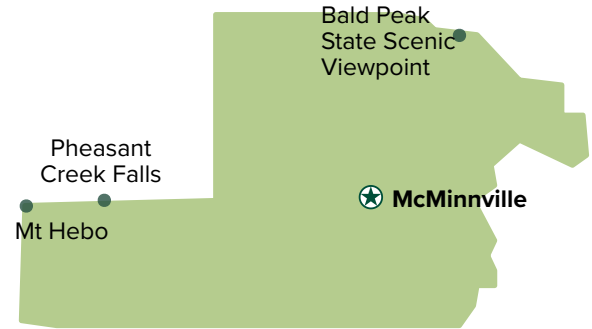 Bald Peak
State Scenic
Viewpoint
Pheasant
Creek Falls
McMinnville
Mt Hebo